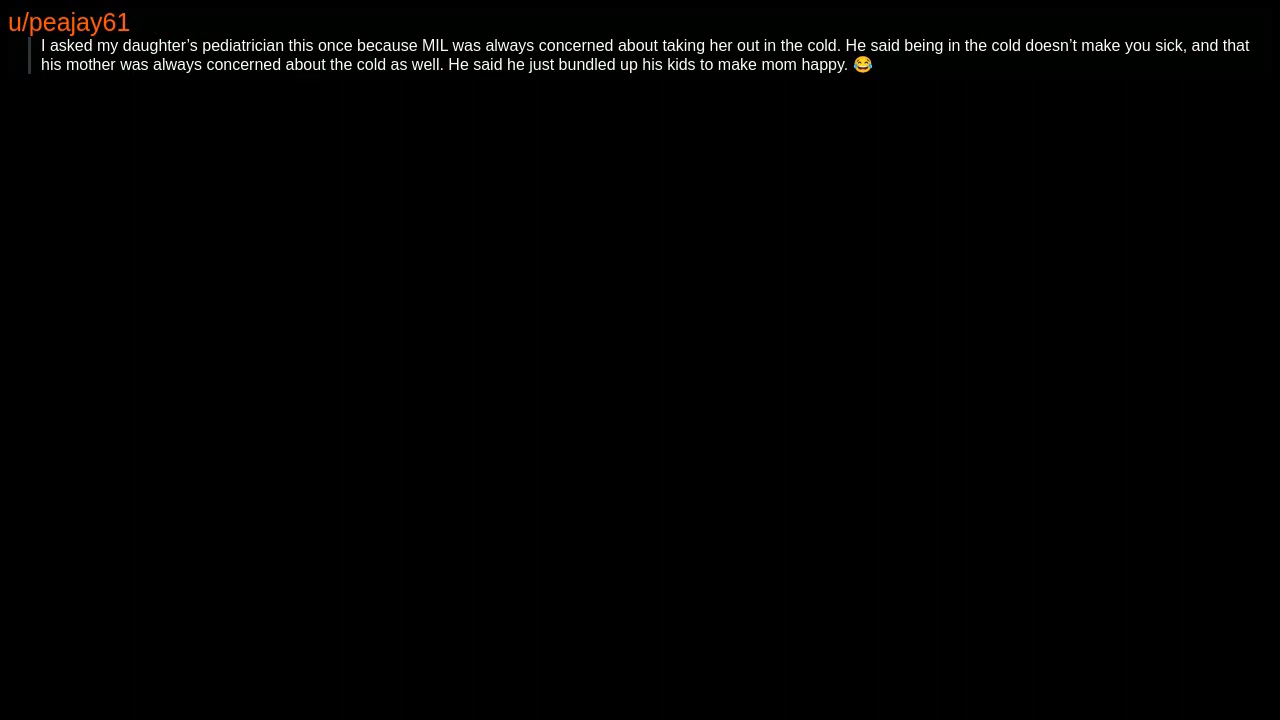 u/peajay61
I asked my daughter’s pediatrician this once because MIL was always concerned about taking her out in the cold. He said being in the cold doesn’t make you sick, and that
his mother was always concerned about the cold as well. He said he just bundled up his kids to make mom happy. 😂